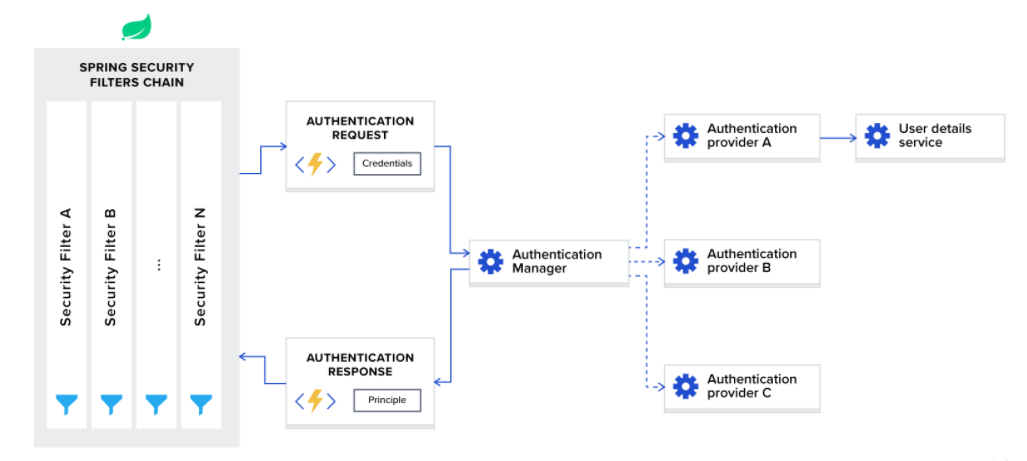 SPRING SECURITY
FILTERS CHAIN
Security Filter A
Security Filter B
...
Security Filter N
AUTHENTICATION
REQUEST
Credentials
AUTHENTICATION
RESPONSE
Principle
Authentication
Manager
Authentication
provider A
User details
service
Authentication
provider B
Authentication
provider C